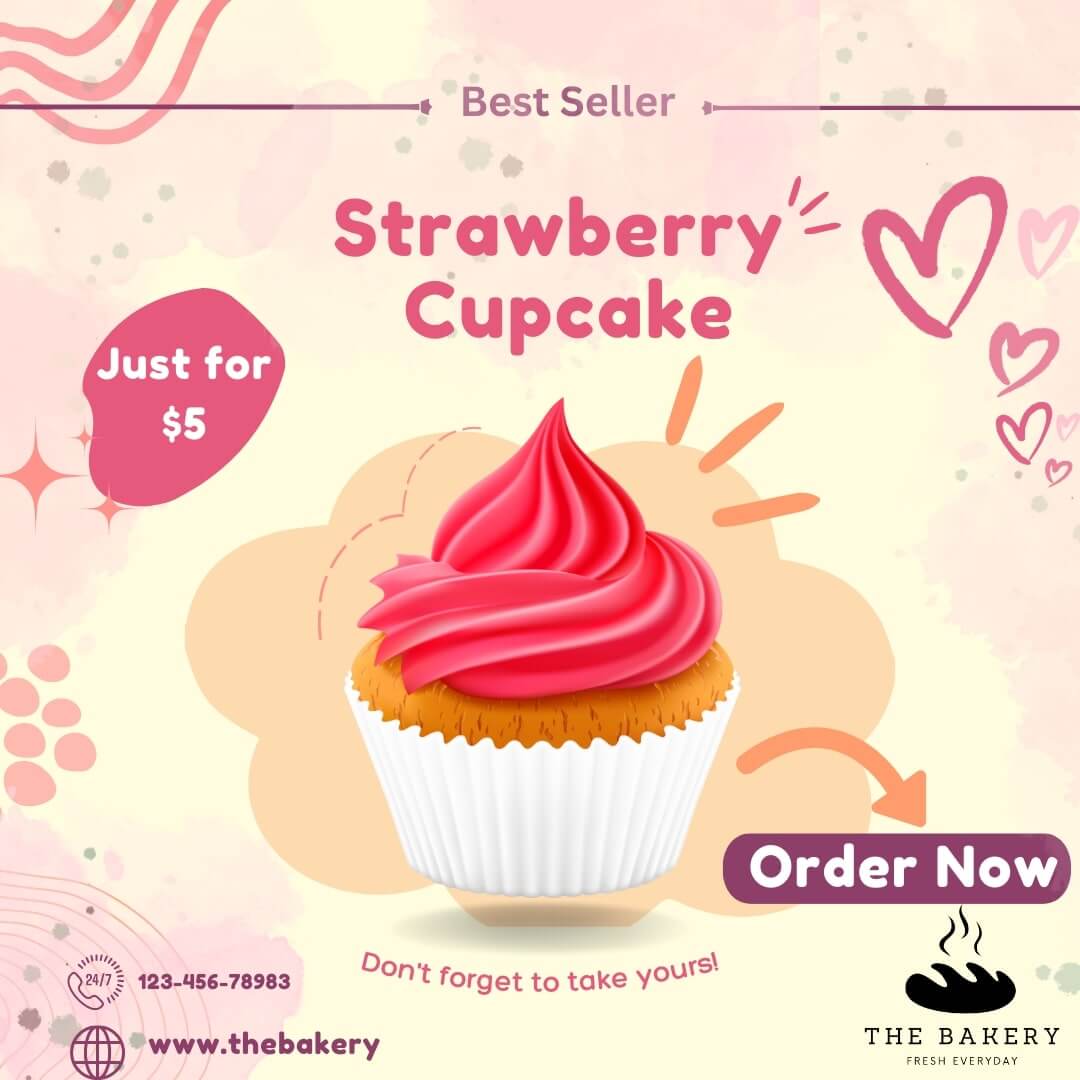 Best Seller
Strawberry
Cupcake
Just for
$5
Order Now
Don't forget to take yours!
24/7
123-456-78983
www.thebakery
THE BAKERY
FRESH EVERYDAY